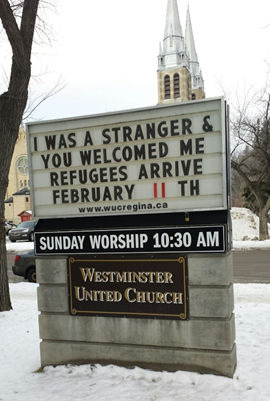 I WAS A STRANGER &
YOU WELCOMED ME
REFUGEES ARRIVE
FEBRUARY 11 TH
www.wucregina.ca
SUNDAY WORSHIP 10:30 AM
WESTMINSTER
UNITED CHURCH